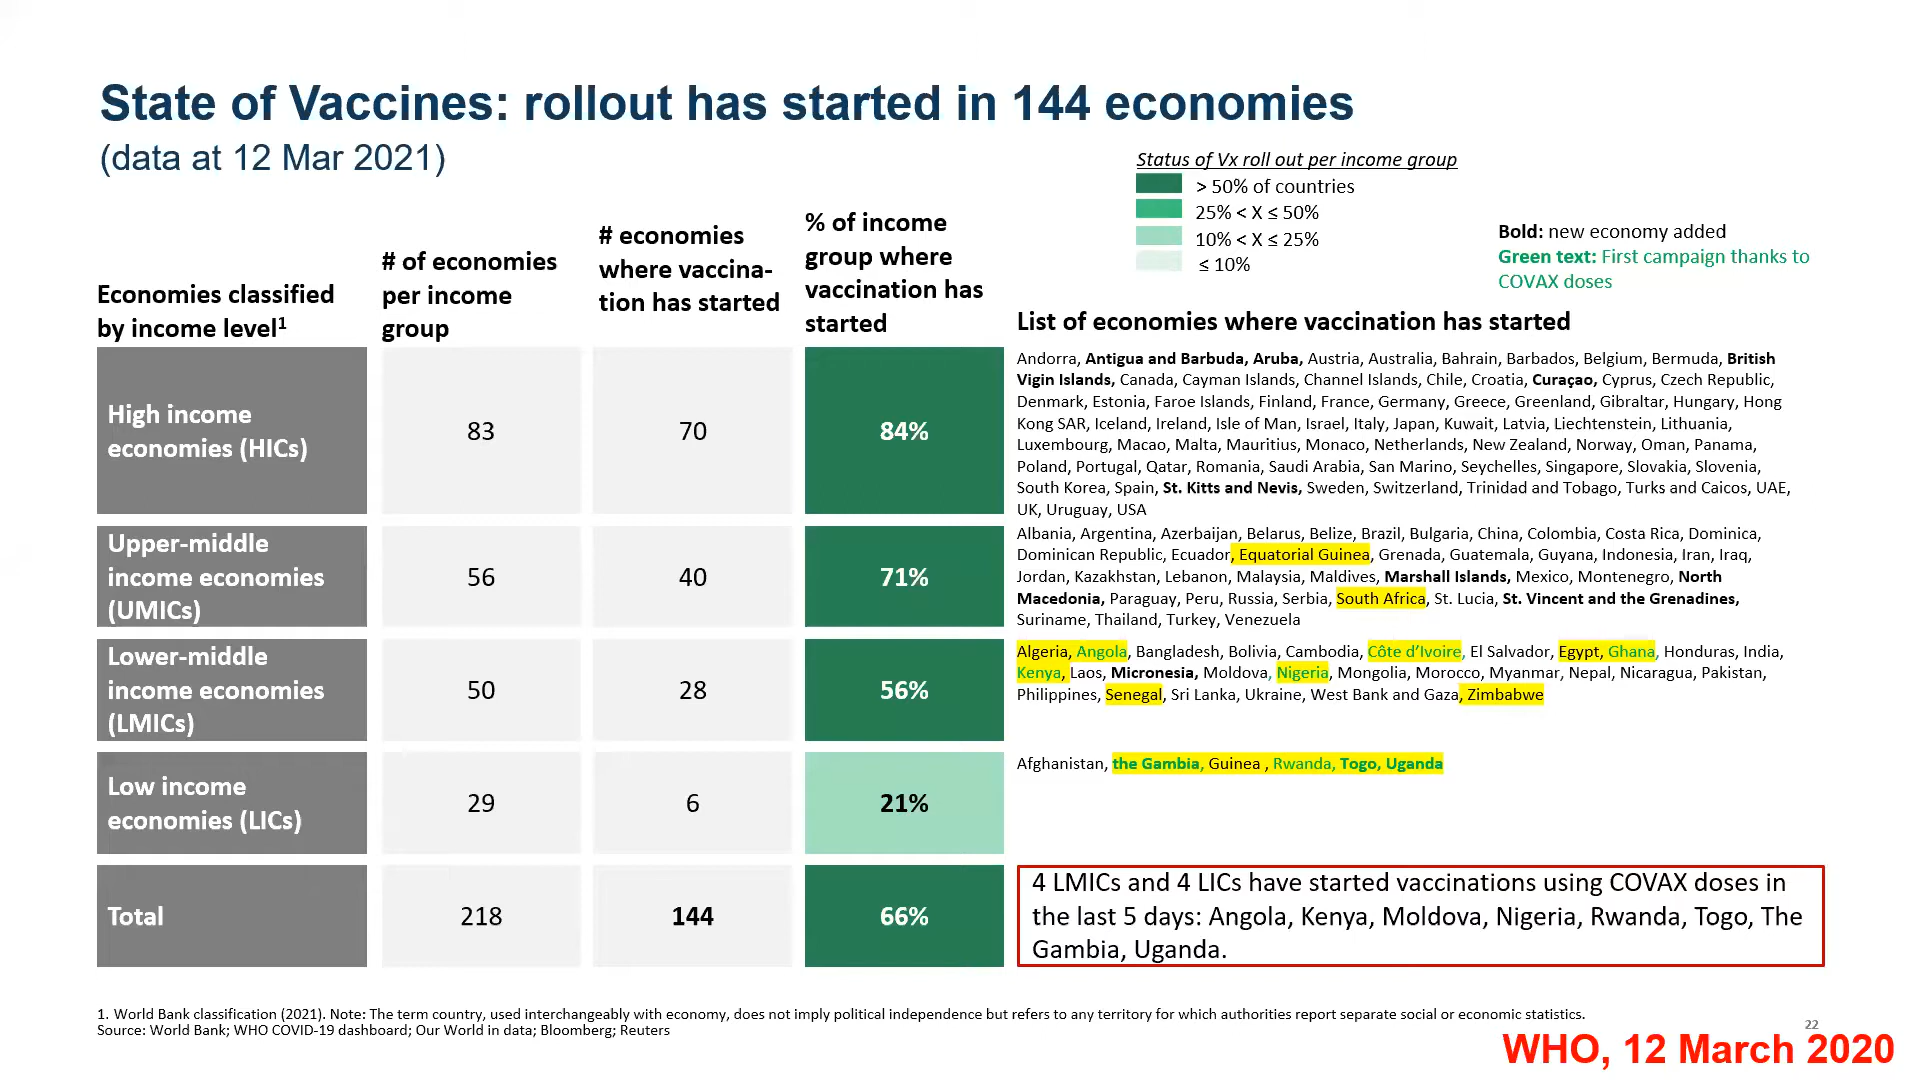 State of Vaccines: rollout has started in 144 economies
(data at 12 Mar 2021)
Status of Vx roll out per income group
> 50% of countries
25% < X ≤ 50%
10% < X ≤ 25%
≤ 10%
Bold: new economy added
Green text: First campaign thanks to
COVAX doses
Economies classified
by income level1
# of economies
per income
group
# economies
where vaccina-
tion has started
% of income
group where
vaccination has
started
List of economies where vaccination has started
High income
economies (HICs)
83
70
84%
Andorra, Antigua and Barbuda, Aruba, Austria, Australia, Bahrain, Barbados, Belgium, Bermuda, British
Vigin Islands, Canada, Cayman Islands, Channel Islands, Chile, Croatia, Curaçao, Cyprus, Czech Republic,
Denmark, Estonia, Faroe Islands, Finland, France, Germany, Greece, Greenland, Gibraltar, Hungary, Hong
Kong SAR, Iceland, Ireland, Isle of Man, Israel, Italy, Japan, Kuwait, Latvia, Liechtenstein, Lithuania,
Luxembourg, Macao, Malta, Mauritius, Monaco, Netherlands, New Zealand, Norway, Oman, Panama,
Poland, Portugal, Qatar, Romania, Saudi Arabia, San Marino, Seychelles, Singapore, Slovakia, Slovenia,
South Korea, Spain, St. Kitts and Nevis, Sweden, Switzerland, Trinidad and Tobago, Turks and Caicos, UAE,
UK, Uruguay, USA
Upper-middle
income economies
(UMICs)
56
40
71%
Albania, Argentina, Azerbaijan, Belarus, Belize, Brazil, Bulgaria, China, Colombia, Costa Rica, Dominica,
Dominican Republic, Ecuador, Equatorial Guinea, Grenada, Guatemala, Guyana, Indonesia, Iran, Iraq,
Jordan, Kazakhstan, Lebanon, Malaysia, Maldives, Marshall Islands, Mexico, Montenegro, North
Macedonia, Paraguay, Peru, Russia, Serbia, South Africa, St. Lucia, St. Vincent and the Grenadines,
Suriname, Thailand, Turkey, Venezuela
Lower-middle
income economies
(LMICs)
50
28
56%
Algeria, Angola, Bangladesh, Bolivia, Cambodia, Côte d’Ivoire, El Salvador, Egypt, Ghana, Honduras, India,
Kenya, Laos, Micronesia, Moldova, Nigeria, Mongolia, Morocco, Myanmar, Nepal, Nicaragua, Pakistan,
Philippines, Senegal, Sri Lanka, Ukraine, West Bank and Gaza, Zimbabwe
Low income
economies (LICs)
29
6
21%
Afghanistan, the Gambia, Guinea , Rwanda, Togo, Uganda
Total
218
144
66%
4 LMICs and 4 LICs have started vaccinations using COVAX doses in
the last 5 days: Angola, Kenya, Moldova, Nigeria, Rwanda, Togo, The
Gambia, Uganda.
1. World Bank classification (2021). Note: The term country, used interchangeably with economy, does not imply political independence but refers to any territory for which authorities report separate social or economic statistics.
Source: World Bank; WHO COVID-19 dashboard; Our World in data; Bloomberg; Reuters
22
WHO, 12 March 2020